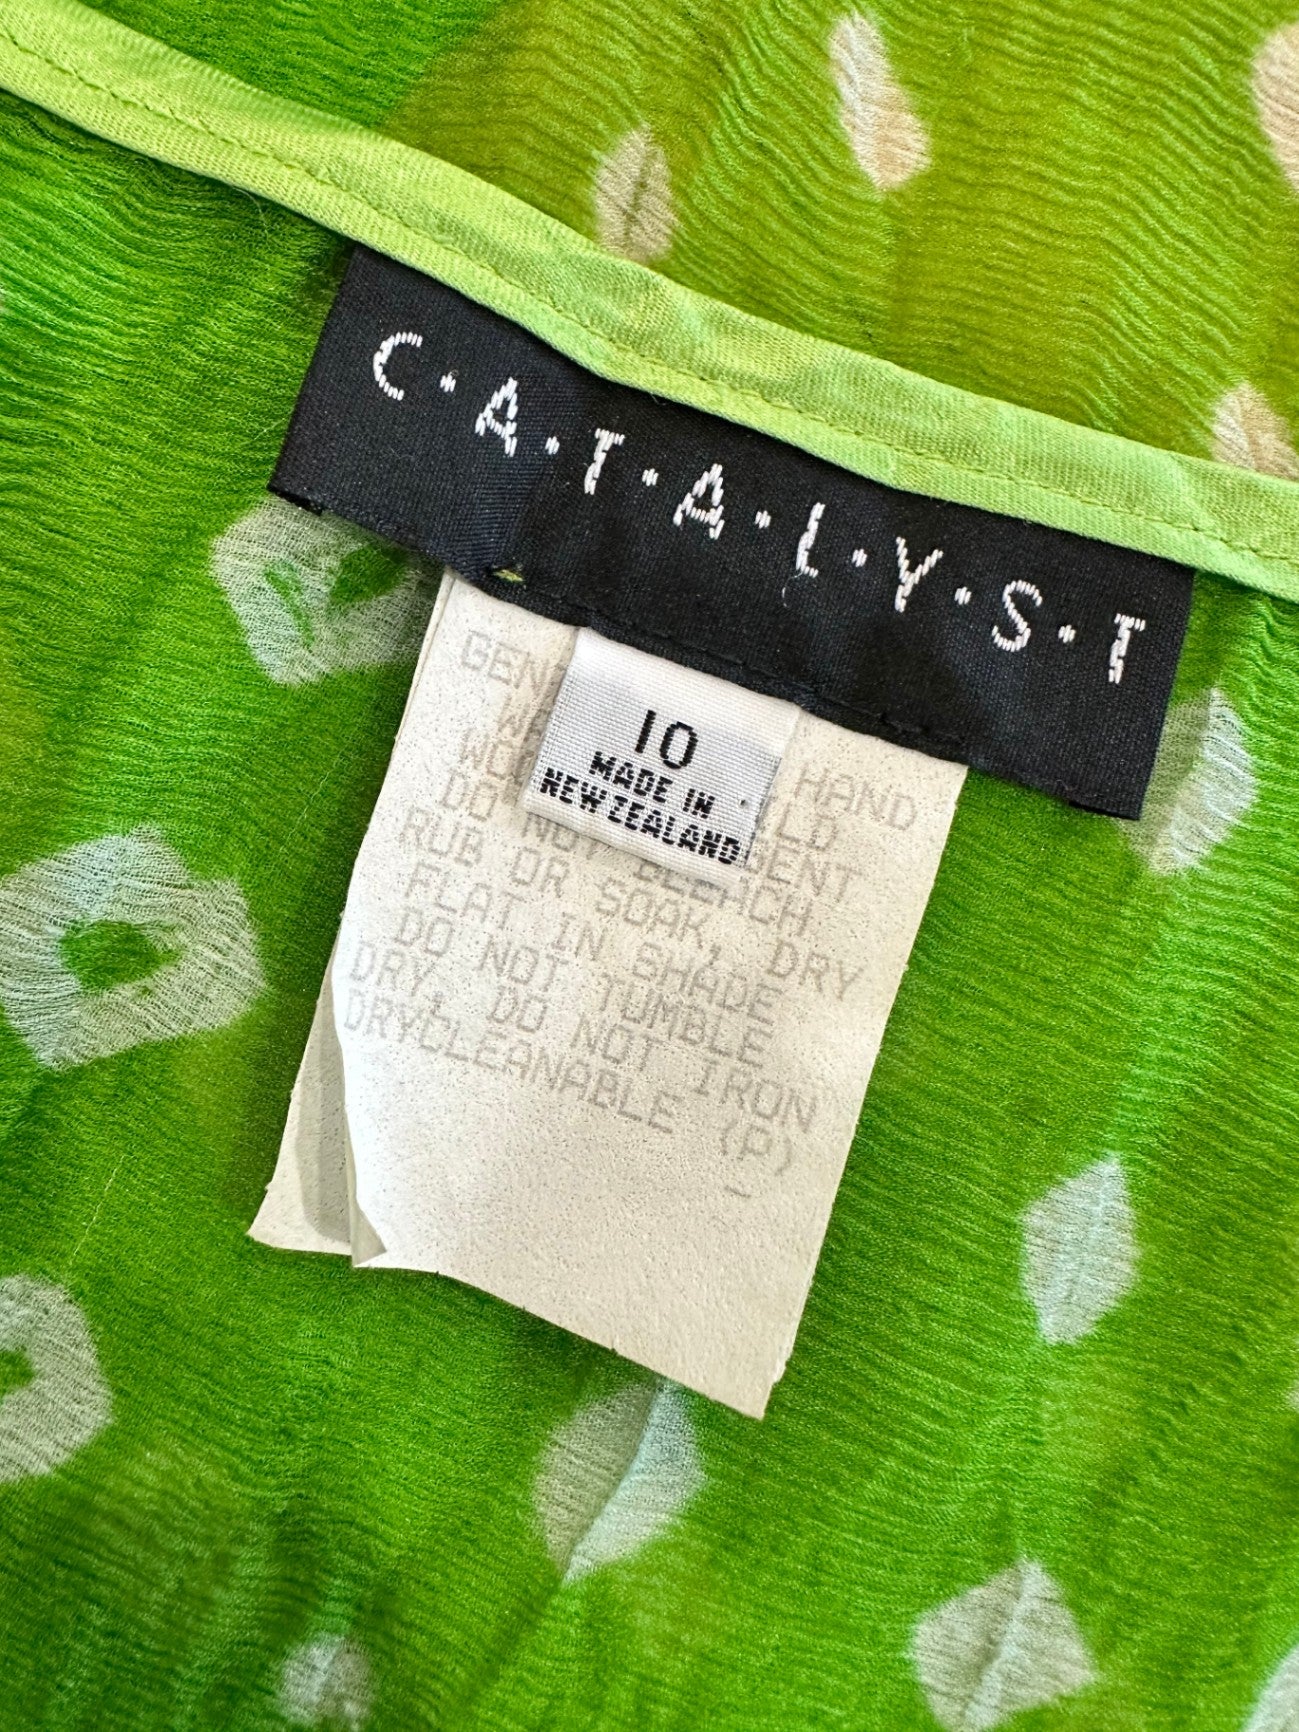 C·A·T·A·L·Y·S·T
10
MADE IN
NEW ZEALAND
HAND
DO NOT BLEACH
RUB OR SOAK, DRY
FLAT IN SHADE
DO NOT TUMBLE
DRY, DO NOT IRON
DRYCLEANABLE (P)